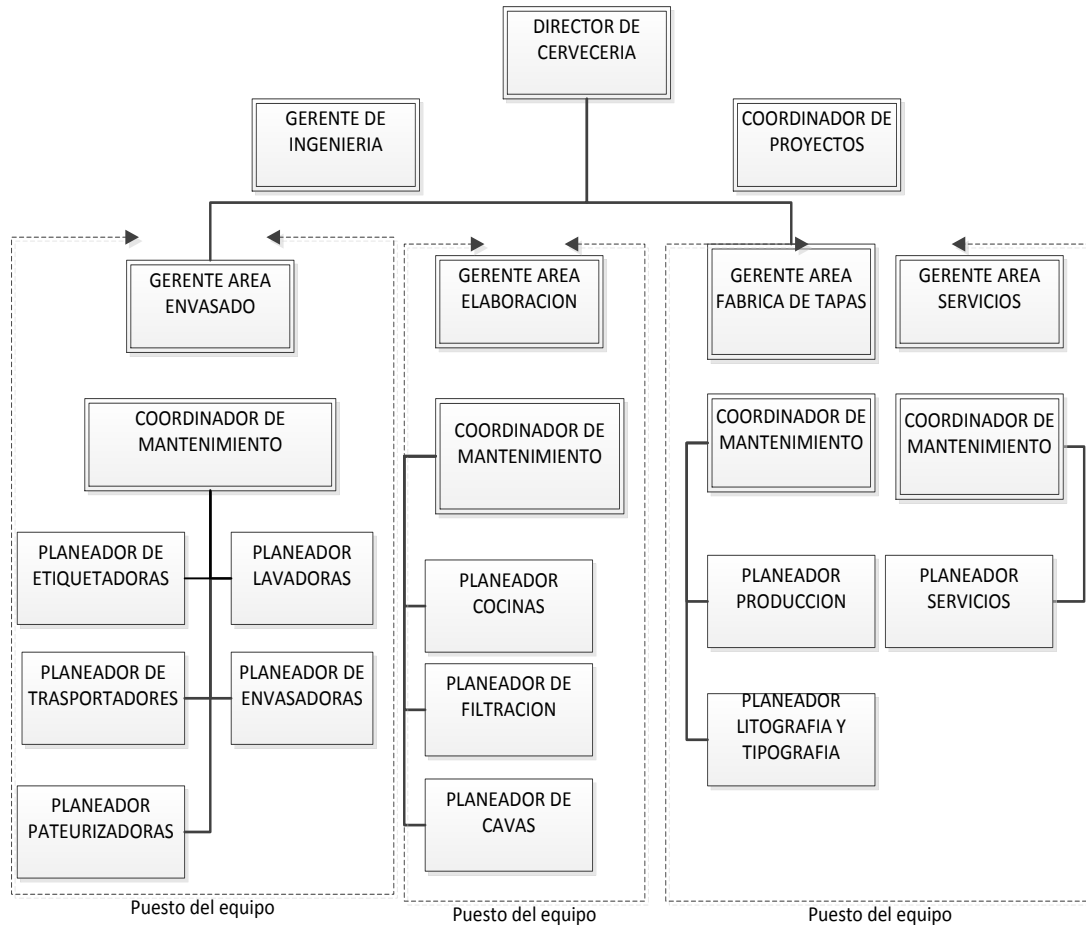 DIRECTOR DE
CERVECERIA
GERENTE DE
INGENIERIA
COORDINADOR DE
PROYECTOS
GERENTE AREA
ENVASADO
GERENTE AREA
ELABORACION
GERENTE AREA
FABRICA DE TAPAS
GERENTE AREA
SERVICIOS
COORDINADOR DE
MANTENIMIENTO
COORDINADOR DE
MANTENIMIENTO
COORDINADOR DE
MANTENIMIENTO
COORDINADOR DE
MANTENIMIENTO
PLANEADOR DE
ETIQUETADORAS
PLANEADOR
LAVADORAS
PLANEADOR
COCINAS
PLANEADOR
PRODUCCION
PLANEADOR
SERVICIOS
PLANEADOR DE
TRASPORTADORES
PLANEADOR DE
ENVASADORAS
PLANEADOR DE
FILTRACION
PLANEADOR
LITOGRAFIA Y
TIPOGRAFIA
PLANEADOR
PATEURIZADORAS
PLANEADOR DE
CAVAS
Puesto del equipo
Puesto del equipo
Puesto del equipo